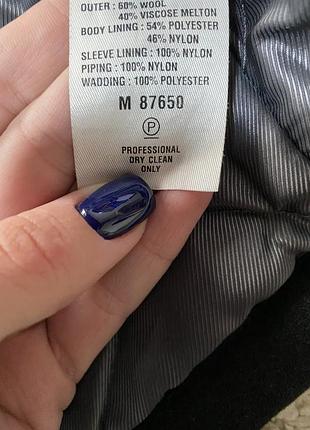 OUTER : 60% WOOL
40% VISCOSE MELTON
BODY LINING : 54% POLYESTER
46% NYLON
SLEEVE LINING : 100% NYLON
PIPING : 100% NYLON
WADDING : 100% POLYESTER
M 87650
P
PROFESSIONAL
DRY CLEAN
ONLY